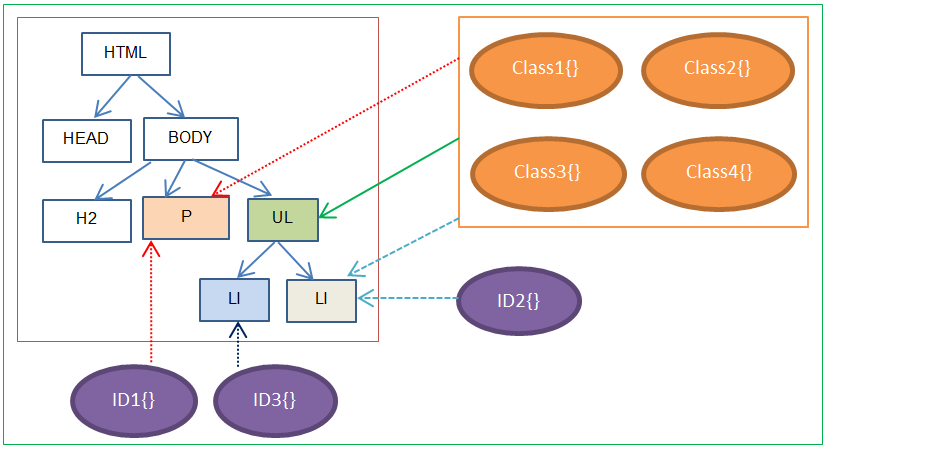 HTML
Class1{}
Class2{}
HEAD
BODY
Class3{}
Class4{}
H2
P
UL
LI
LI
ID2{}
ID1{}
ID3{}